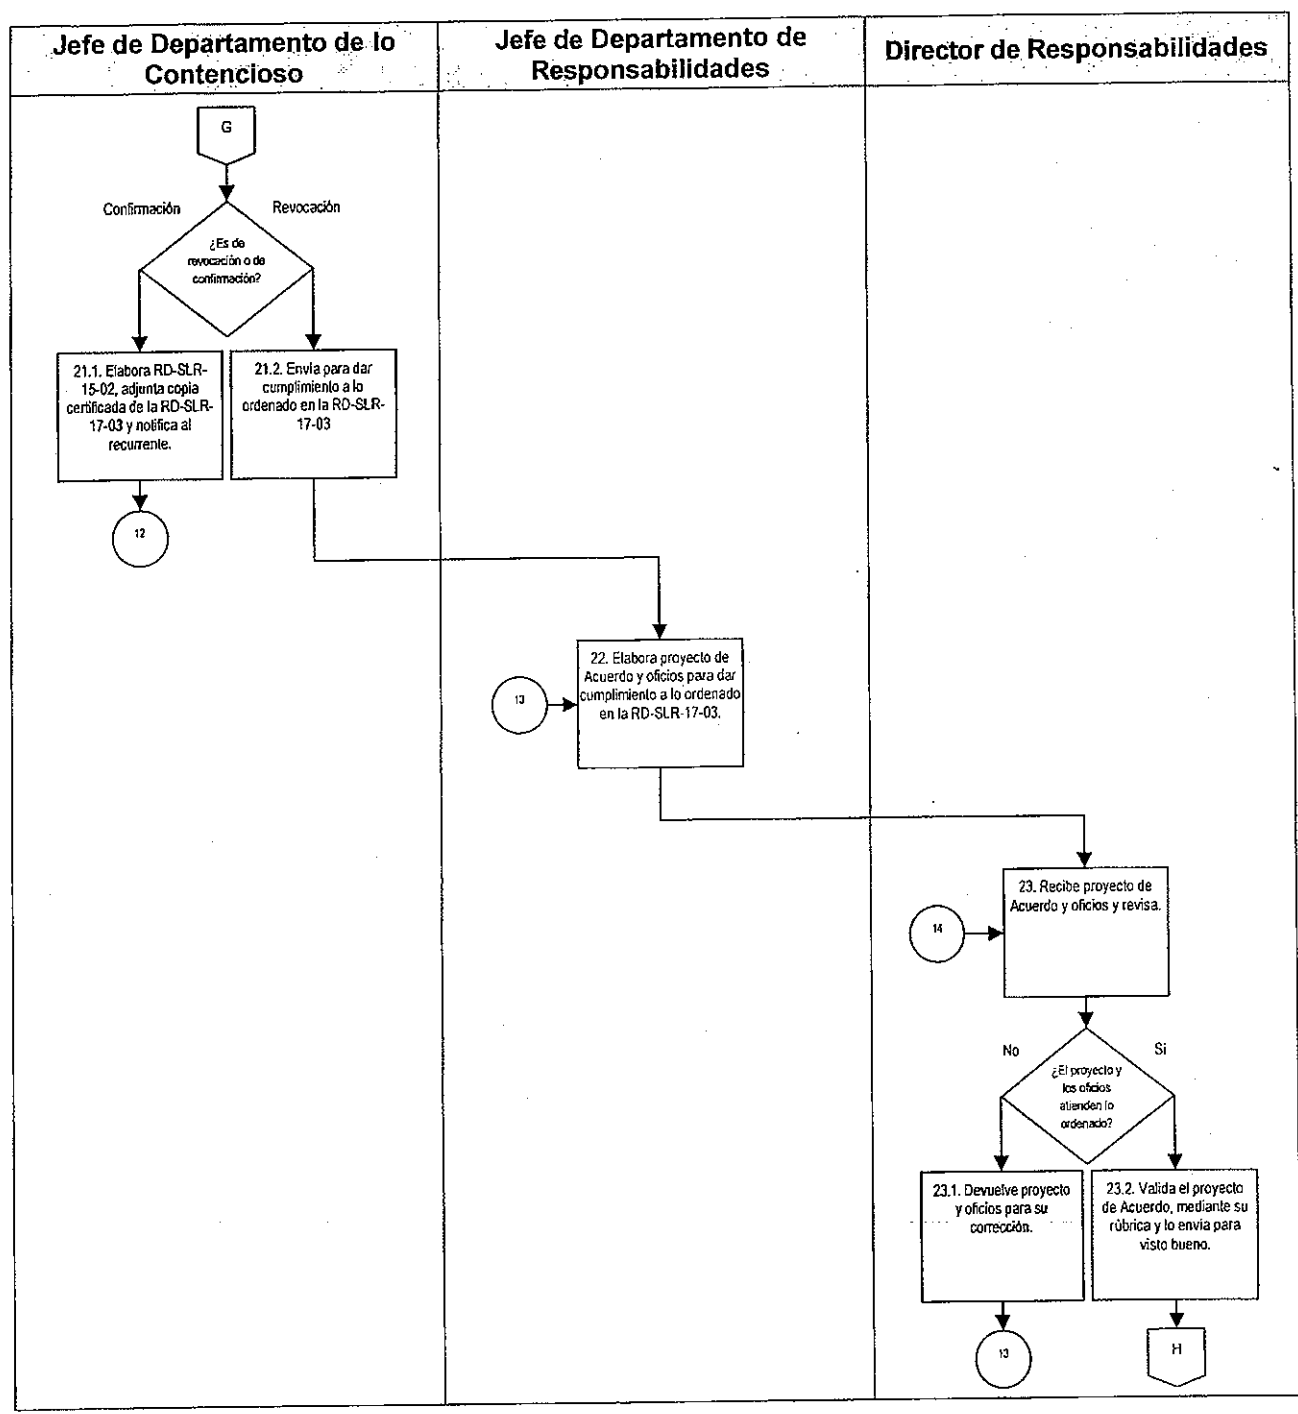 Jefe de Departamento de lo
Contencioso
Jefe de Departamento de
Responsabilidades
Director de Responsabilidades
G
Confirmación
Revocación
¿Es de
revocación o de
confirmación?
21.1. Elabora RD-SLR-
15-02, adjunta copia
certificada de la RD-SLR-
17-03 y notifica al
recurrente.
21.2. Envia para dar
cumplimiento a lo
ordenado en la RD-SLR-
17-03
12
22. Elabora proyecto de
Acuerdo y oficios para dar
cumplimiento a lo ordenado
en la RD-SLR-17-03.
13
23. Recibe proyecto de
Acuerdo y oficios y revisa.
14
No
Si
¿El proyecto y
los oficios
atienden lo
ordenado?
23.1. Devuelve proyecto
y oficios para su
corrección.
23.2. Valida el proyecto
de Acuerdo, mediante su
rúbrica y lo envia para
visto bueno.
13
H